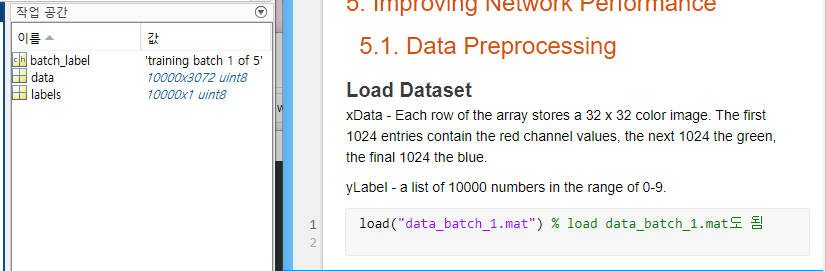 작업 공간
이름 값
batch_label 'training batch 1 of 5'
data 10000x3072 uint8
labels 10000x1 uint8
5. Improving Network Performance
5.1. Data Preprocessing
Load Dataset
xData - Each row of the array stores a 32 x 32 color image. The first
1024 entries contain the red channel values, the next 1024 the green,
the final 1024 the blue.
yLabel - a list of 10000 numbers in the range of 0-9.
1 load("data_batch_1.mat") % load data_batch_1.mat도 됨
2